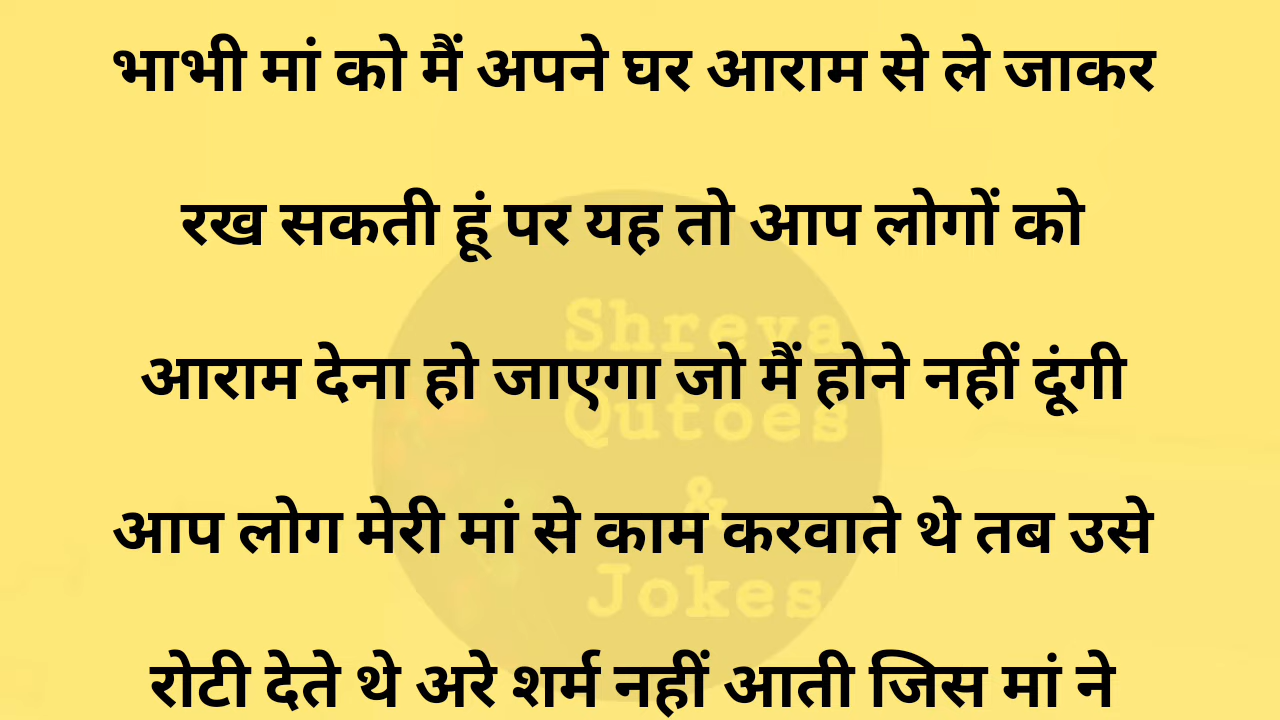 भाभी मां को मैं अपने घर आराम से ले जाकर
रख सकती हूं पर यह तो आप लोगों को
Shreya
आराम देना हो जाएगा जो मैं होने नहीं दूंगी
Qutoes
&
आप लोग मेरी मां से काम करवाते थे तब उसे
Jokes
रोटी देते थे अरे शर्म नहीं आती जिस मां ने